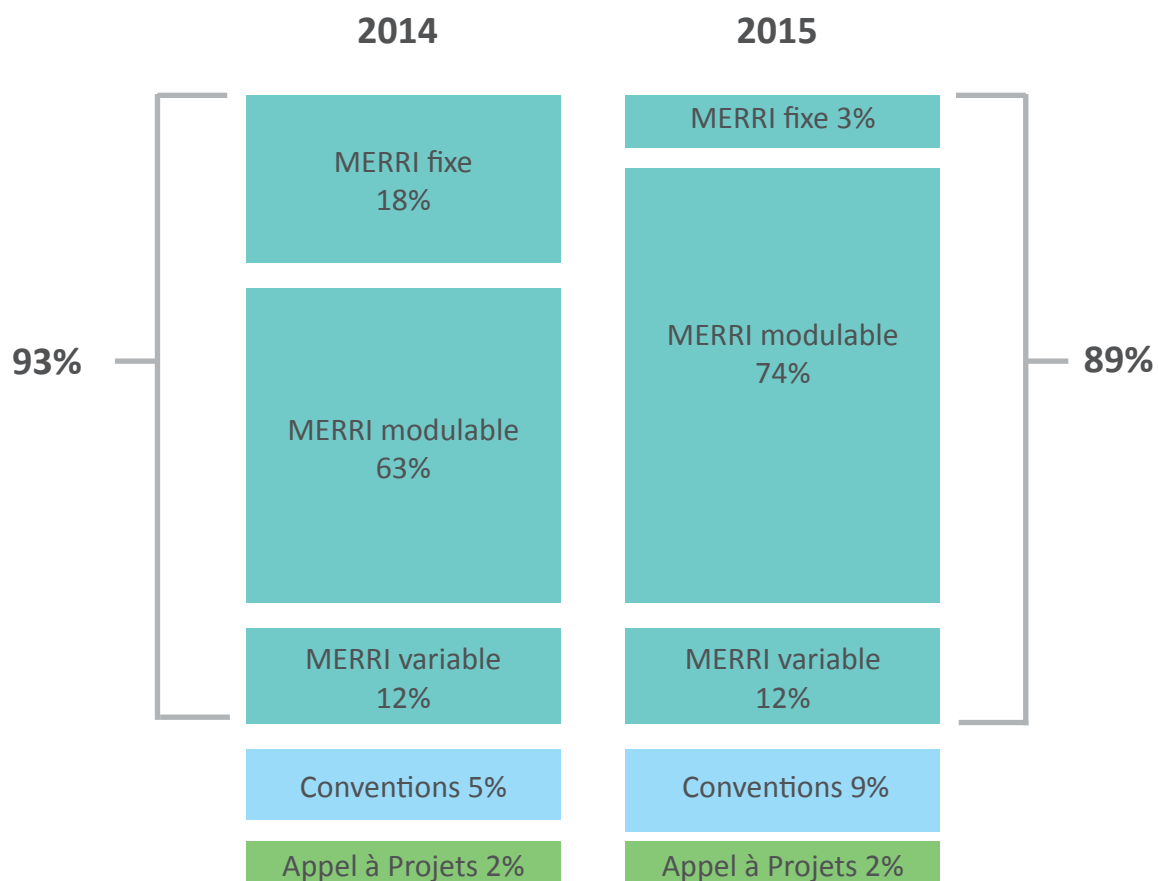 2014
2015
93%
MERRI fixe
18%
MERRI modulable
63%
MERRI variable
12%
Conventions 5%
Appel à Projets 2%
MERRI fixe 3%
MERRI modulable
74%
MERRI variable
12%
Conventions 9%
Appel à Projets 2%
89%